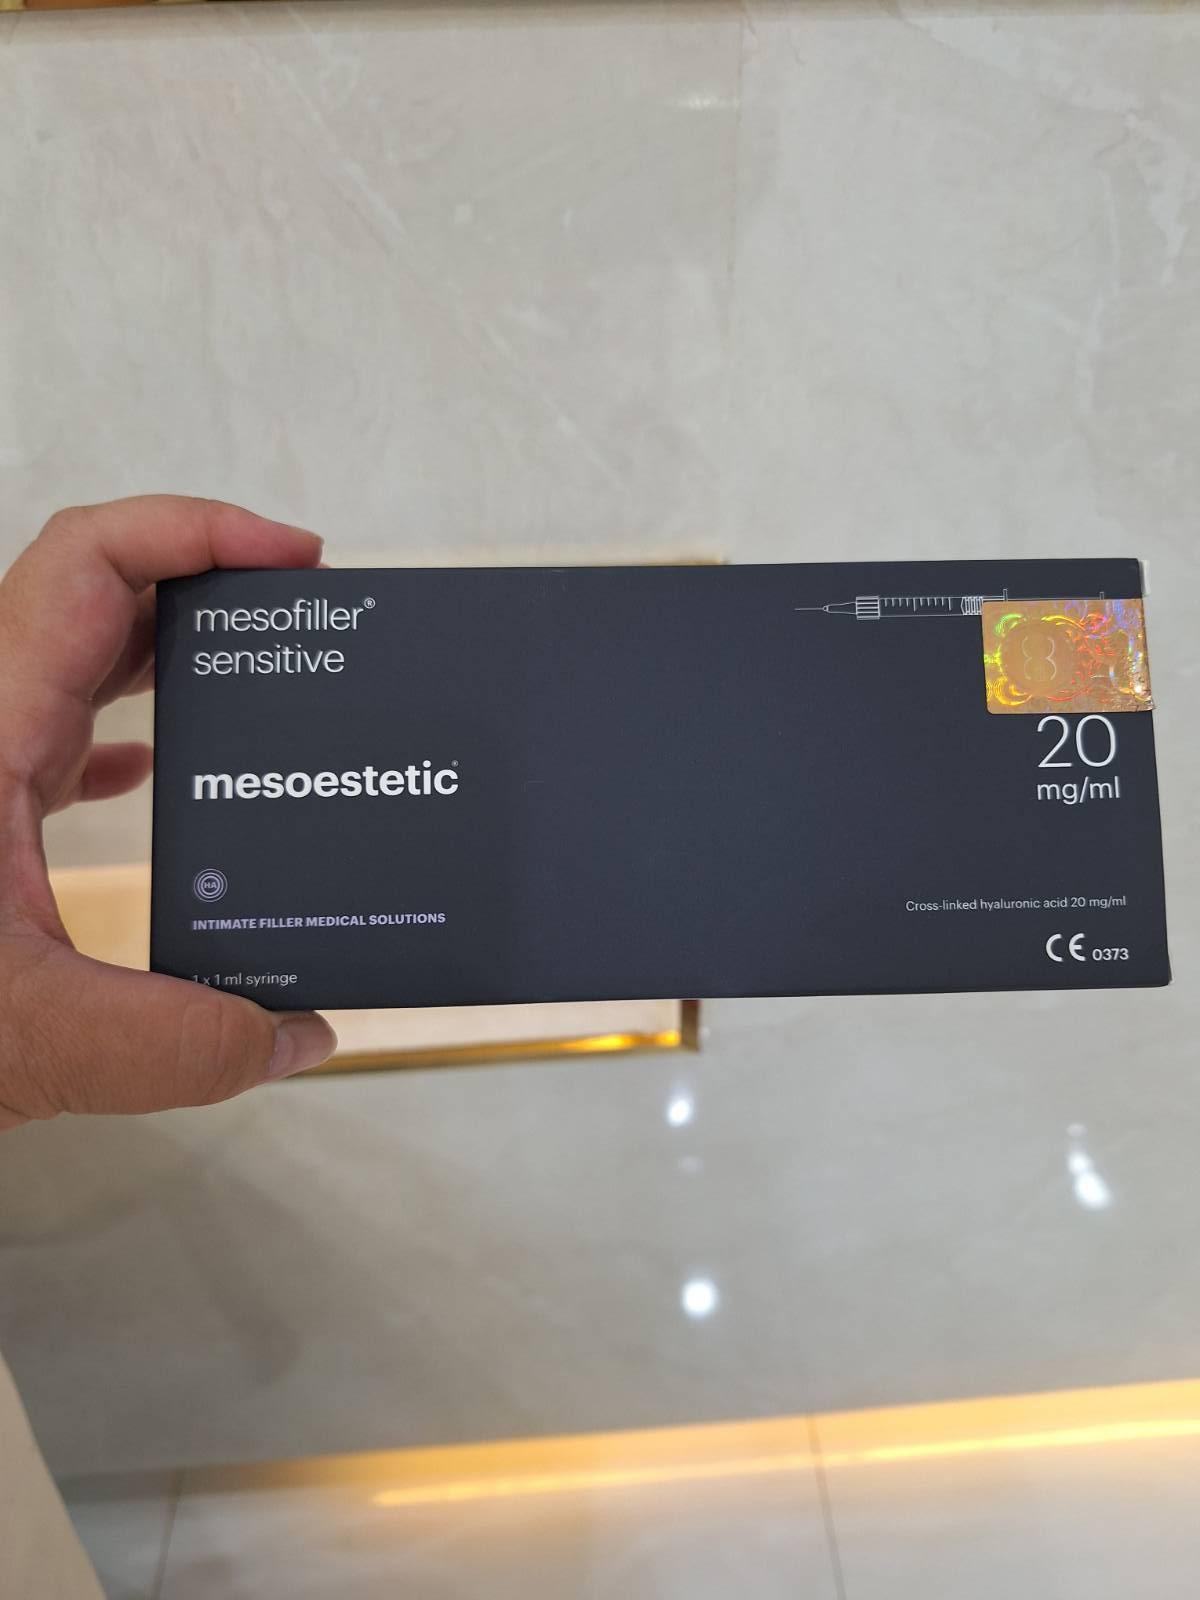 mesofiller®
sensitive
mesoestetic®
HA
INTIMATE FILLER MEDICAL SOLUTIONS
1 x 1 ml syringe
20
mg/ml
Cross-linked hyaluronic acid 20 mg/ml
CE 0373